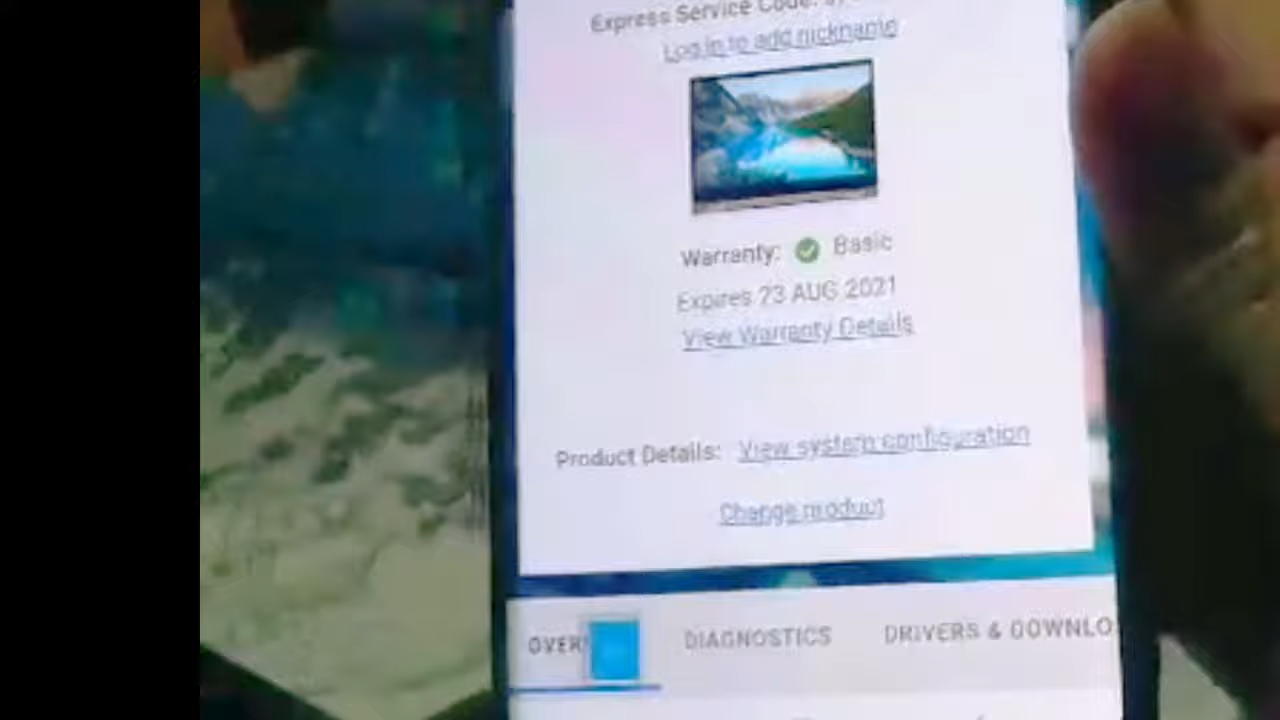 Express Service Code:
Log in to add nickname
Warranty: Basic
Expires 23 AUG 2021
View Warranty Details
Product Details: View system configuration
Change product
DIAGNOSTICS DRIVERS & DOWNLO